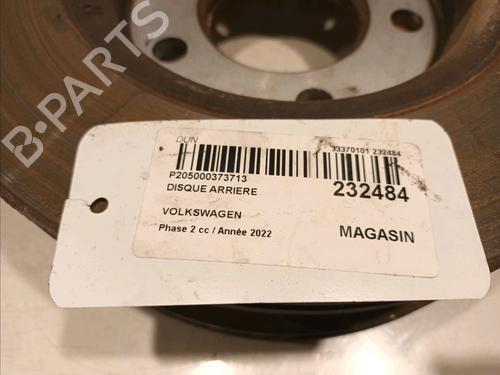 B-PARTS
DUN
33370101 232484
P205000373713
DISQUE ARRIERE
232484
VOLKSWAGEN
Phase 2 cc / Année 2022
MAGASIN